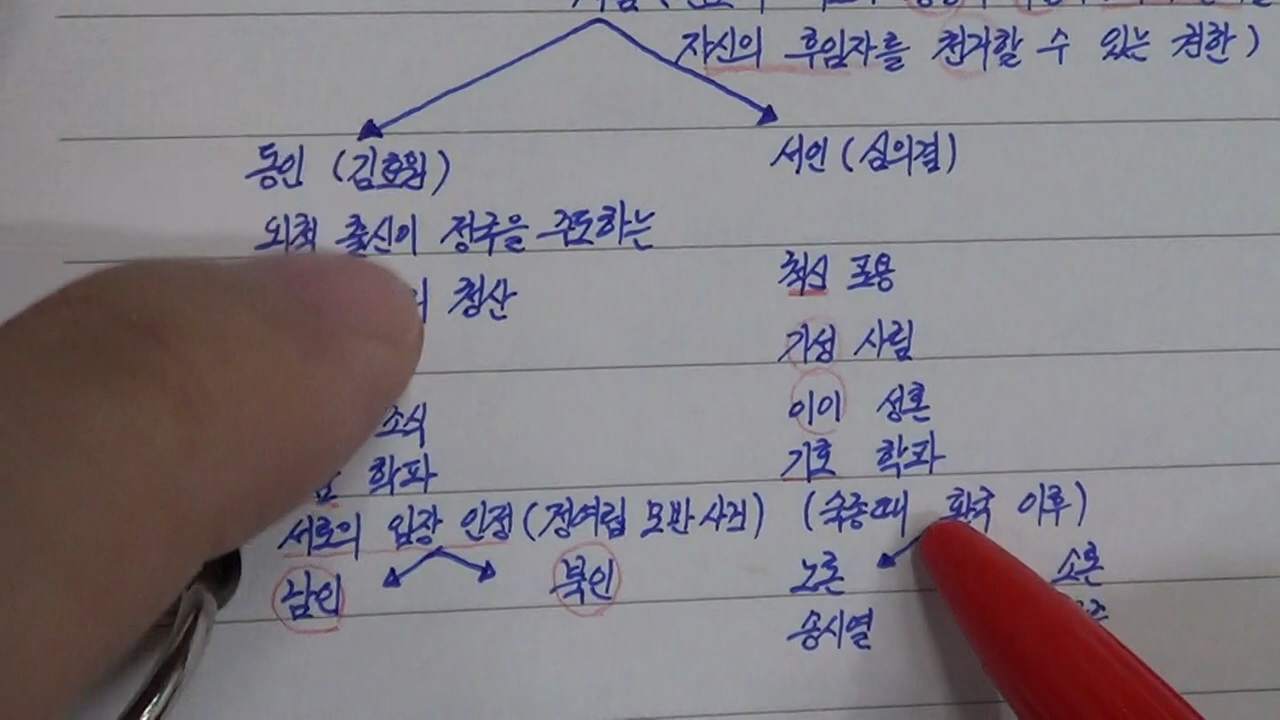 자신의 후임자를 천거할 수 있는 권한)
동인 (김효원)
서인 (심의겸)
외척 출신이 정국을 주도하는
청산
척신 포용
기성 사림
조식
이이 성혼
학파
기호 학파
서로의 입장 인정 (정여립 모반 사건)
(숙종때 환국 이후)
남인
북인
노론
소론
송시열